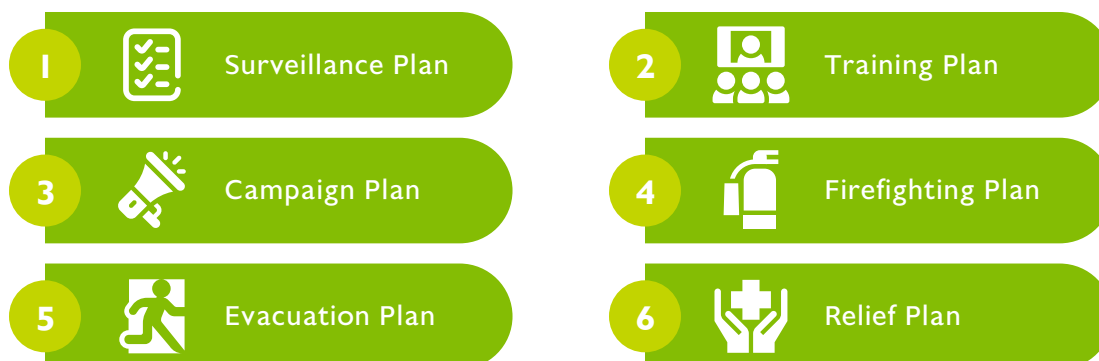 1 Surveillance Plan
2 Training Plan
3 Campaign Plan
4 Firefighting Plan
5 Evacuation Plan
6 Relief Plan